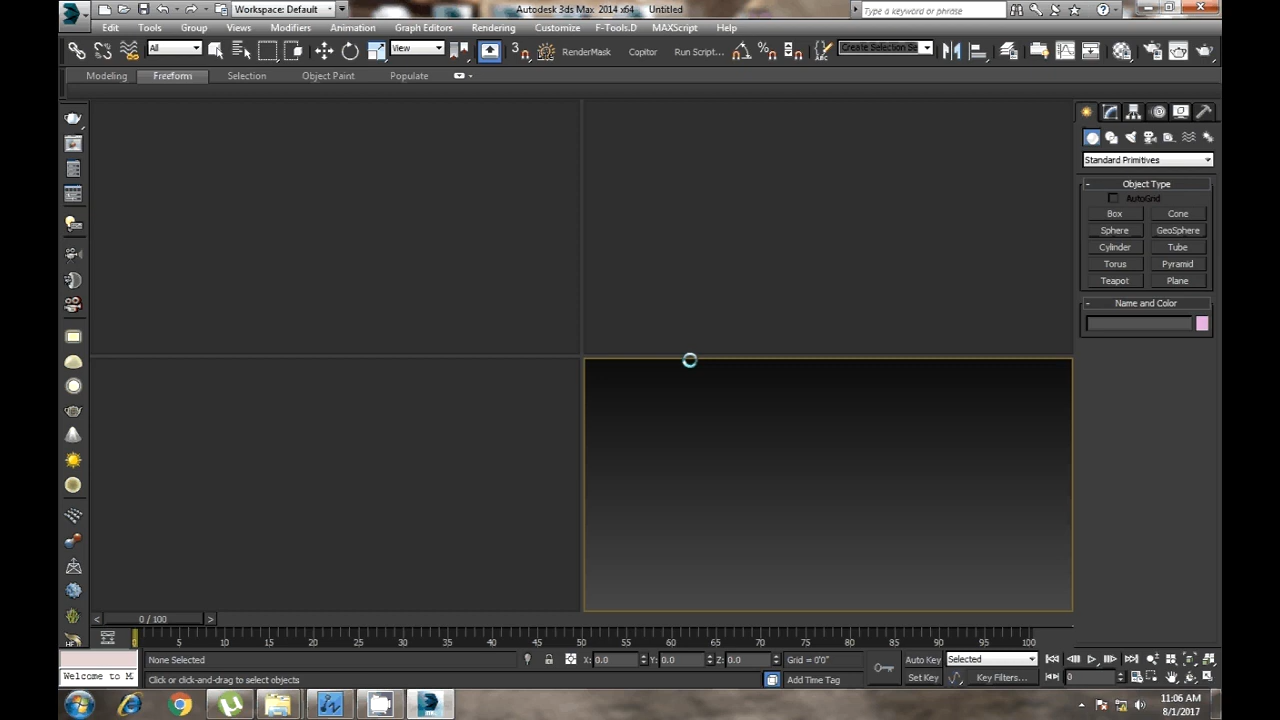 Workspace: Default
Autodesk 3ds Max 2014 x64 Untitled
Type a keyword or phrase
Edit Tools Group Views Modifiers Animation Graph Editors Rendering Customize F-Tools.D MAXScript Help
All
View
3
RenderMask Copitor Run Script...
%
ABC
Create Selection Se
Modeling Freeform Selection Object Paint Populate
Standard Primitives
- Object Type
AutoGrid
Box Cone
Sphere GeoSphere
Cylinder Tube
Torus Pyramid
Teapot Plane
- Name and Color
< 0 / 100 >
0 5 10 15 20 25 30 35 40 45 50 55 60 65 70 75 80 85 90 95 100
None Selected
X: 0.0 Y: 0.0 Z: 0.0 Grid = 0'0"
Auto Key Selected
Welcome to M
Click or click-and-drag to select objects
Add Time Tag
Set Key Key Filters... 0
11:06 AM
8/1/2017